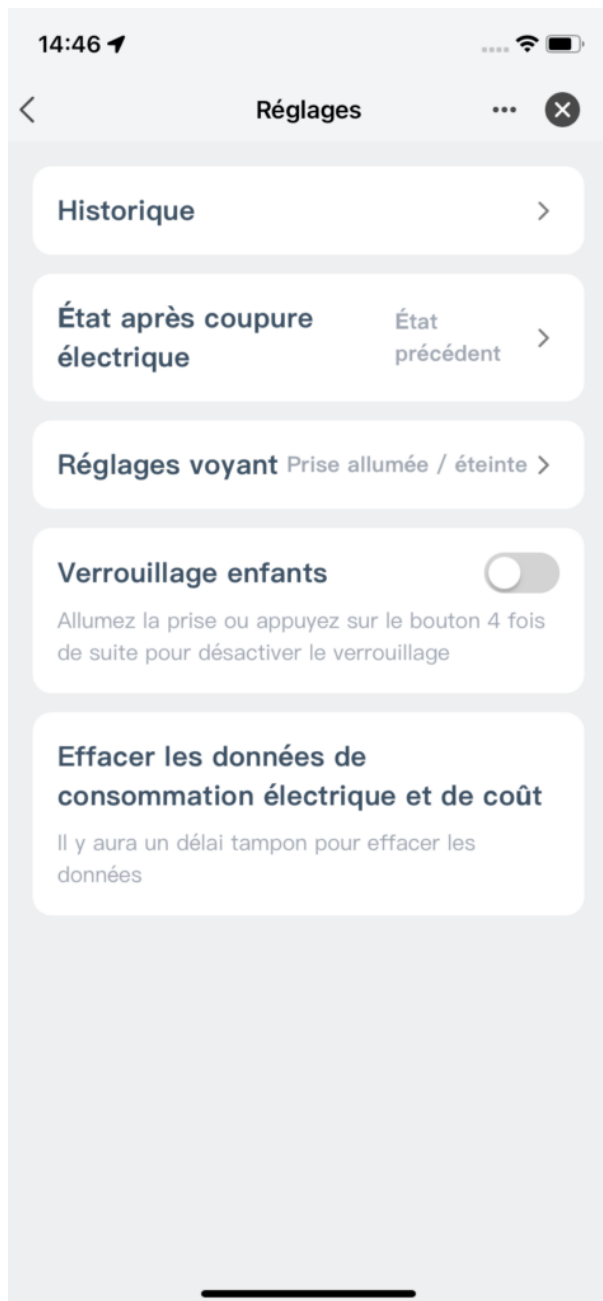 14:46
Réglages
Historique
État après coupure
électrique
État
précédent
Réglages voyant Prise allumée / éteinte
Verrouillage enfants
Allumez la prise ou appuyez sur le bouton 4 fois
de suite pour désactiver le verrouillage
Effacer les données de
consommation électrique et de coût
Il y aura un délai tampon pour effacer les
données